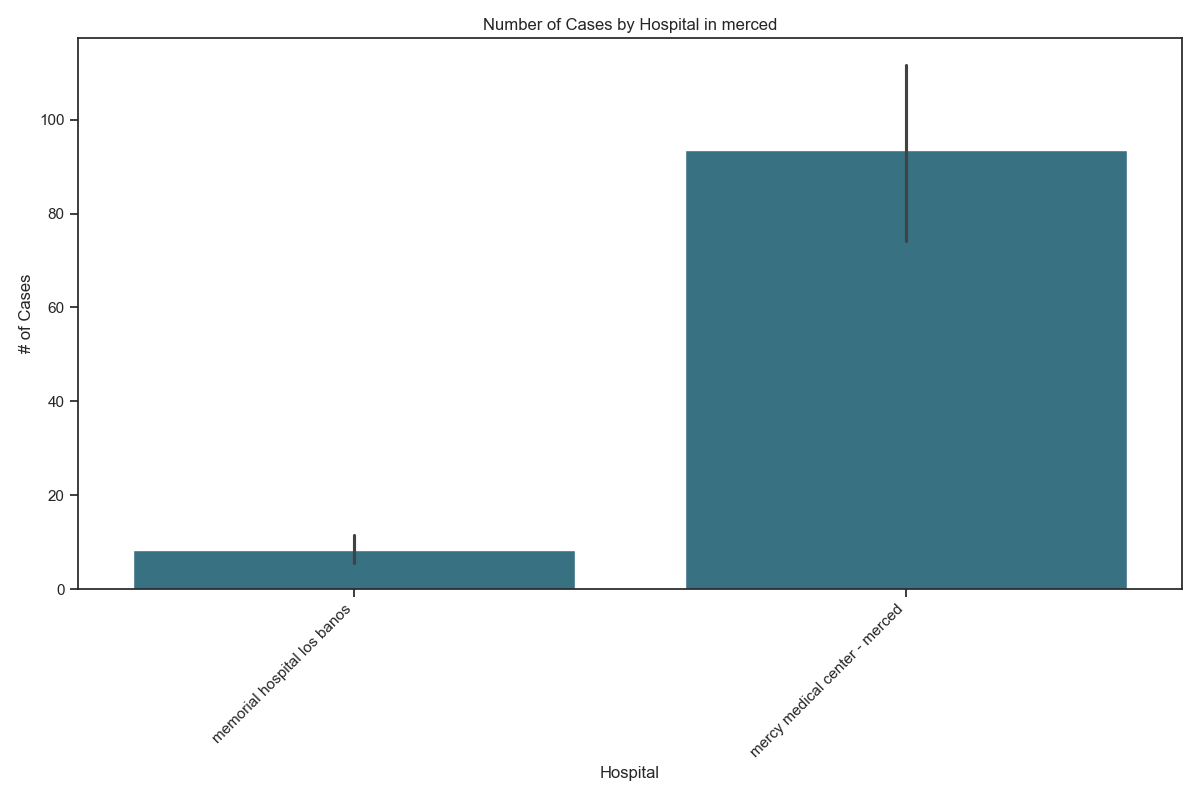 Number of Cases by Hospital in merced
# of Cases
100
80
60
40
20
0
memorial hospital los banos
mercy medical center - merced
Hospital